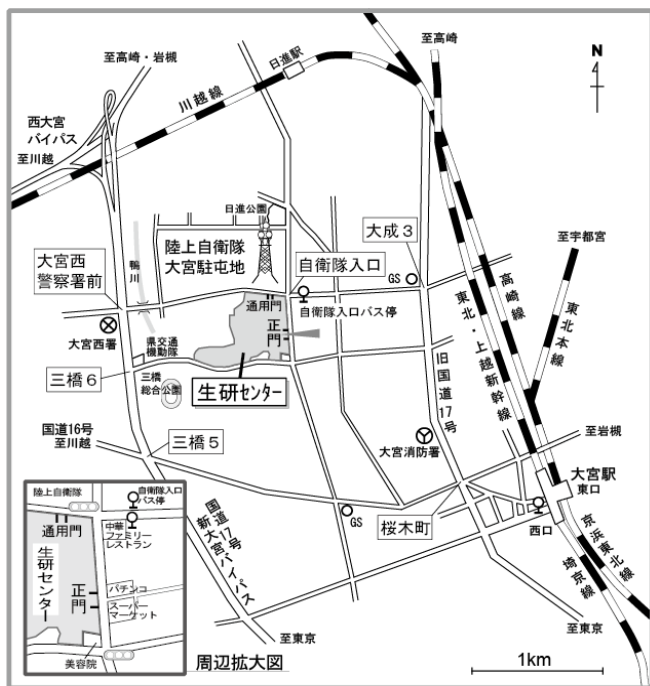 至高崎・岩槻
至高崎
日進駅
川越線
N
西大宮
バイパス
至川越
日進公園
大成3
至宇都宮
陸上自衛隊
大宮駐屯地
大宮西
警察署前
鴨川
自衛隊入口
GS
高崎線
東北本線
通用門
自衛隊入口バス停
東北・上越新幹線
大宮西署
県交通
機動隊
正門
旧国道17号
三橋6
三橋
総合公園
生研センター
国道16号
至川越
三橋5
大宮消防署
至岩槻
大宮駅
東口
西口
桜木町
GS
国道17号
新大宮バイパス
京浜東北線
埼京線
至東京
至東京
1km
陸上自衛隊
自衛隊入口
バス停
通用門
中華
ファミリー
レストラン
生研センター
正門
パチンコ
スーパー
マーケット
美容院
周辺拡大図